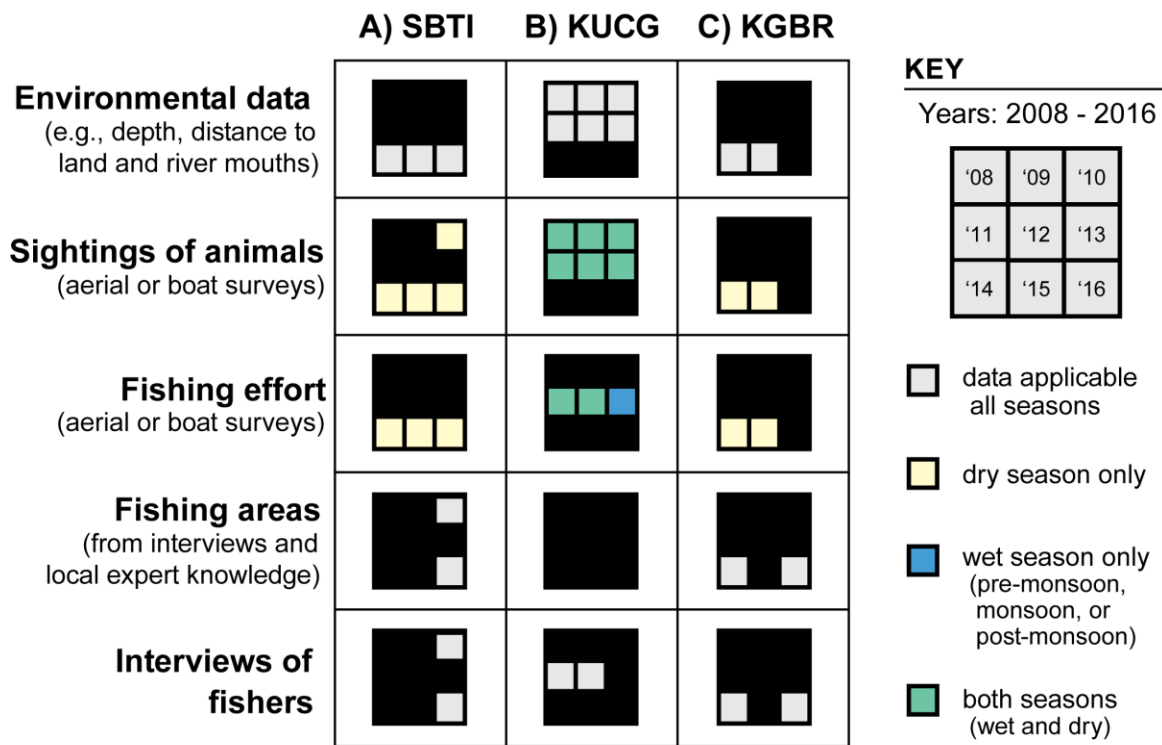 A) SBTI
B) KUCG
C) KGBR
Environmental data
(e.g., depth, distance to
land and river mouths)
Sightings of animals
(aerial or boat surveys)
Fishing effort
(aerial or boat surveys)
Fishing areas
(from interviews and
local expert knowledge)
Interviews of
fishers
KEY
Years: 2008 - 2016
‘08 ‘09 ‘10
‘11 ‘12 ‘13
‘14 ‘15 ‘16
data applicable
all seasons
dry season only
wet season only
(pre-monsoon,
monsoon, or
post-monsoon)
both seasons
(wet and dry)